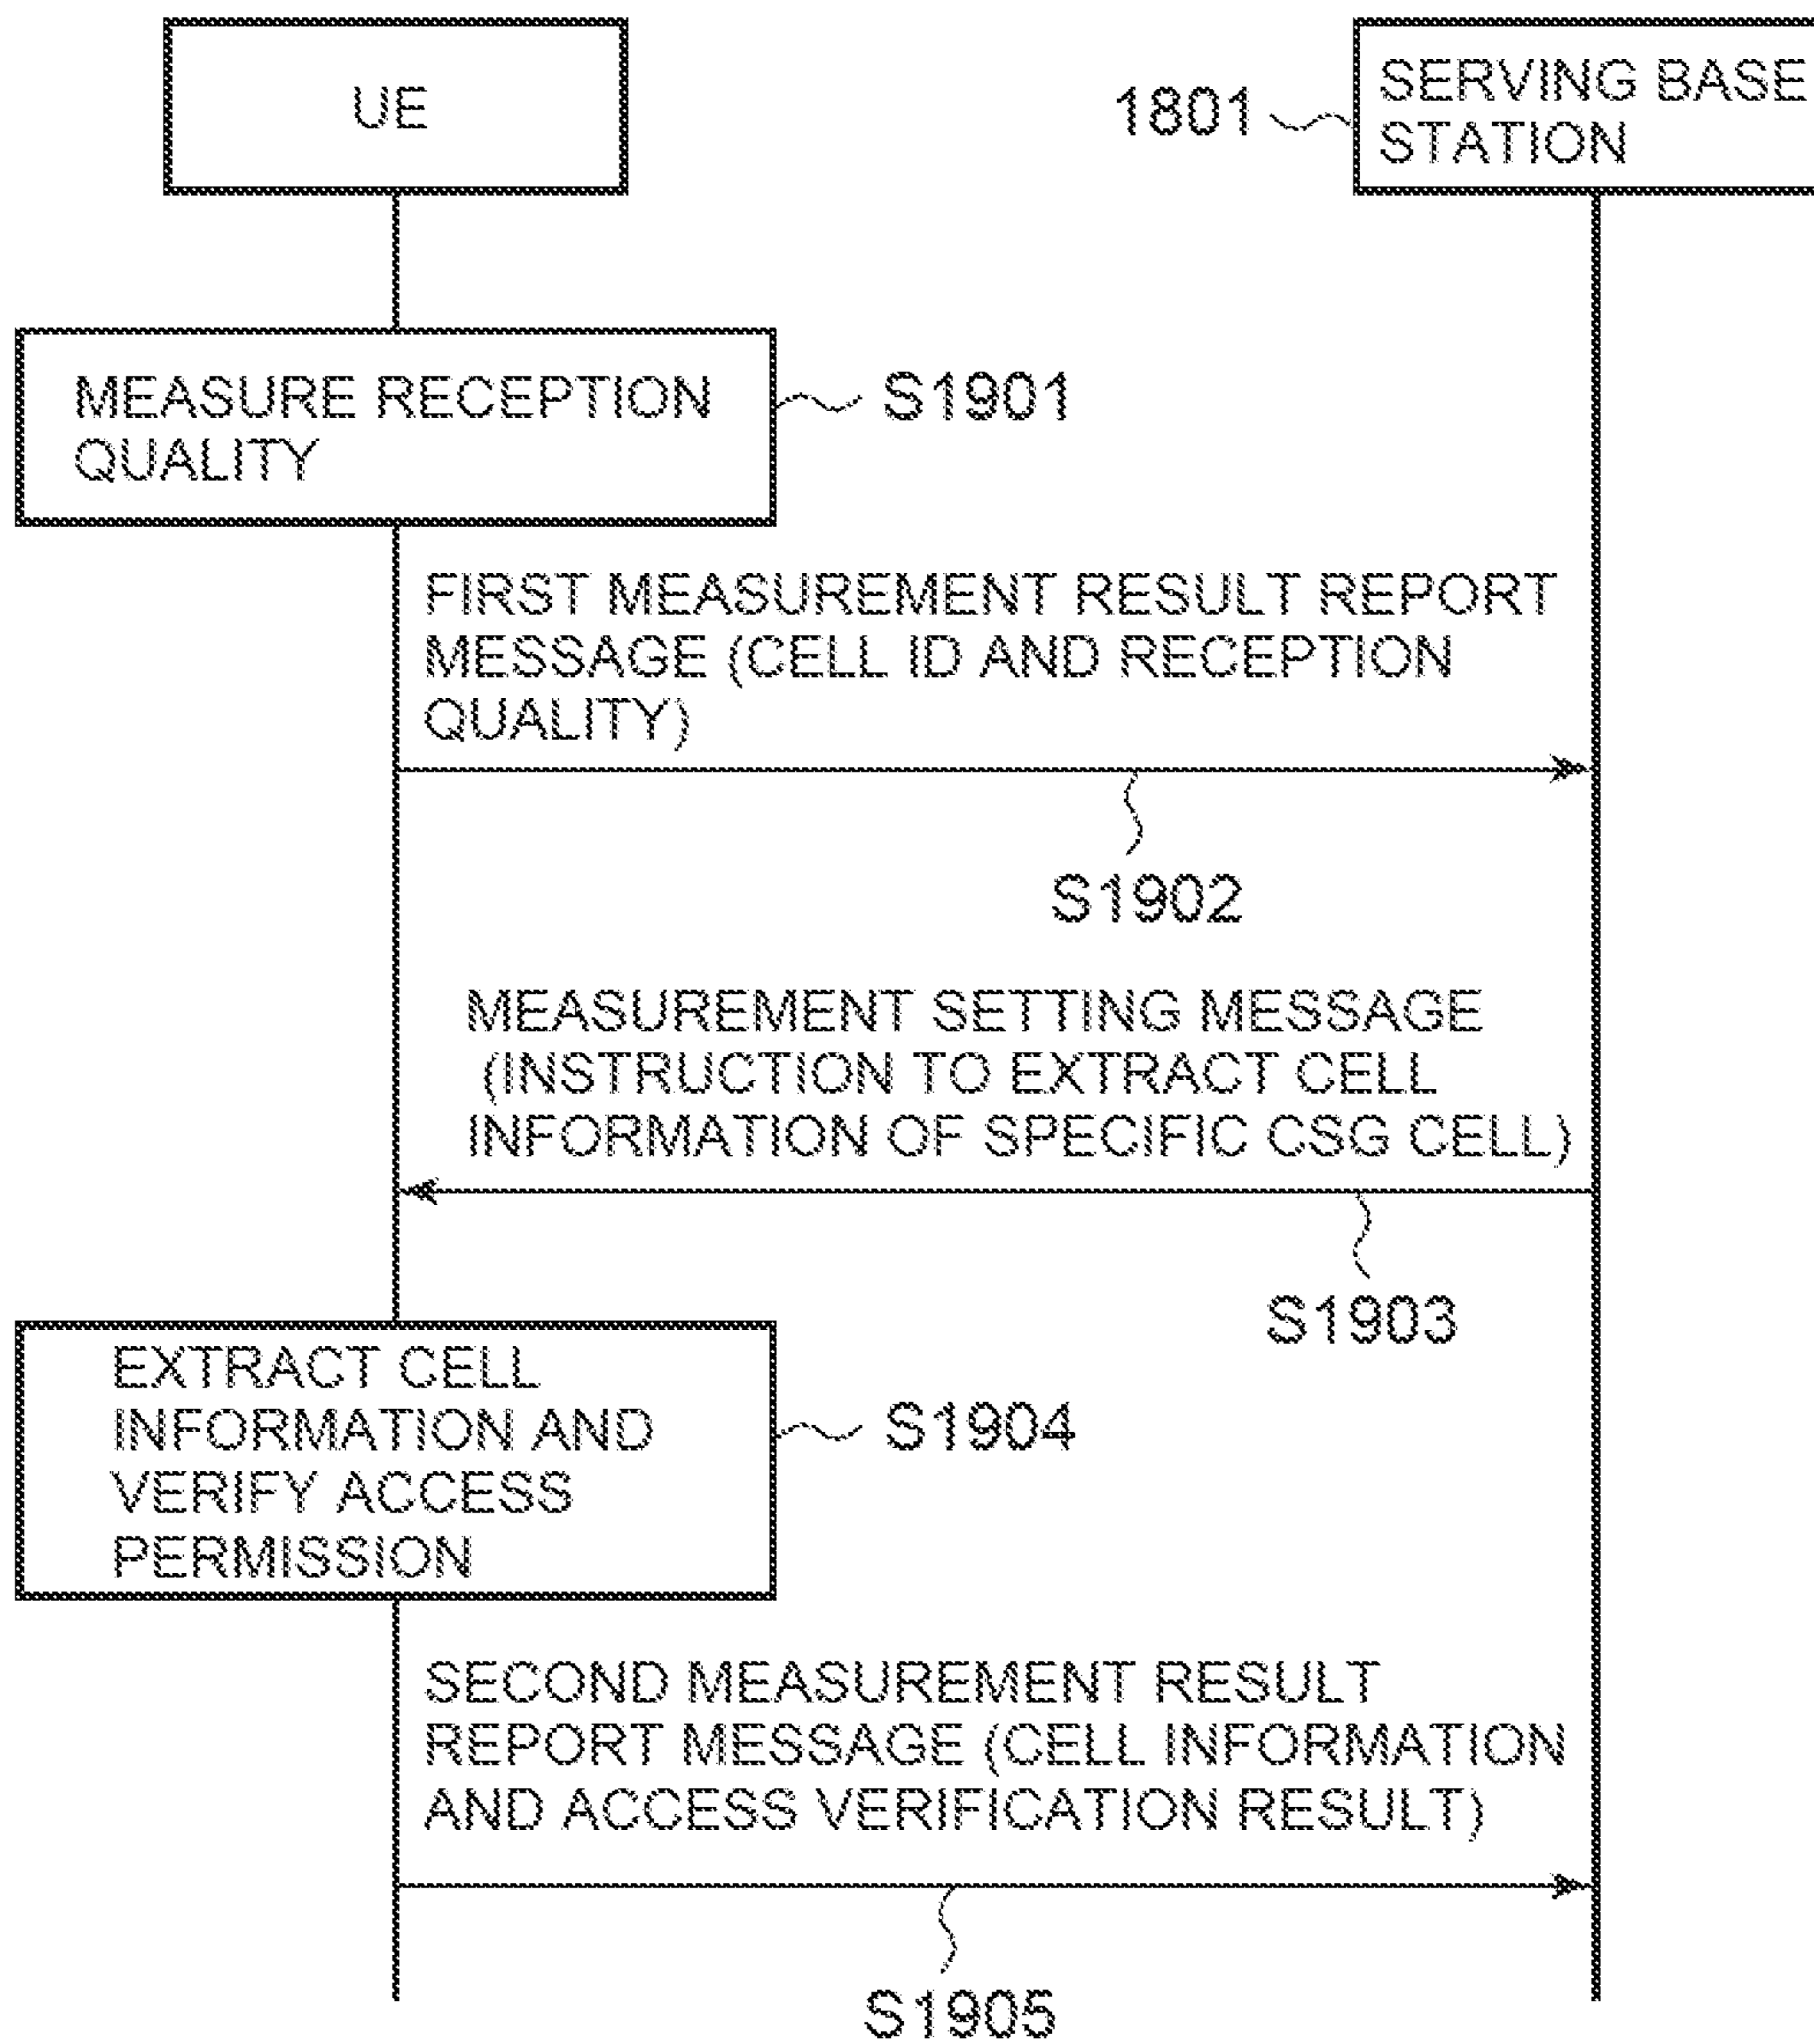 UE
1801
SERVING BASE
STATION
MEASURE RECEPTION
QUALITY
S1901
FIRST MEASUREMENT RESULT REPORT
MESSAGE (CELL ID AND RECEPTION
QUALITY)
S1902
MEASUREMENT SETTING MESSAGE
(INSTRUCTION TO EXTRACT CELL
INFORMATION OF SPECIFIC CSG CELL)
S1903
EXTRACT CELL
INFORMATION AND
VERIFY ACCESS
PERMISSION
S1904
SECOND MEASUREMENT RESULT
REPORT MESSAGE (CELL INFORMATION
AND ACCESS VERIFICATION RESULT)
S1905